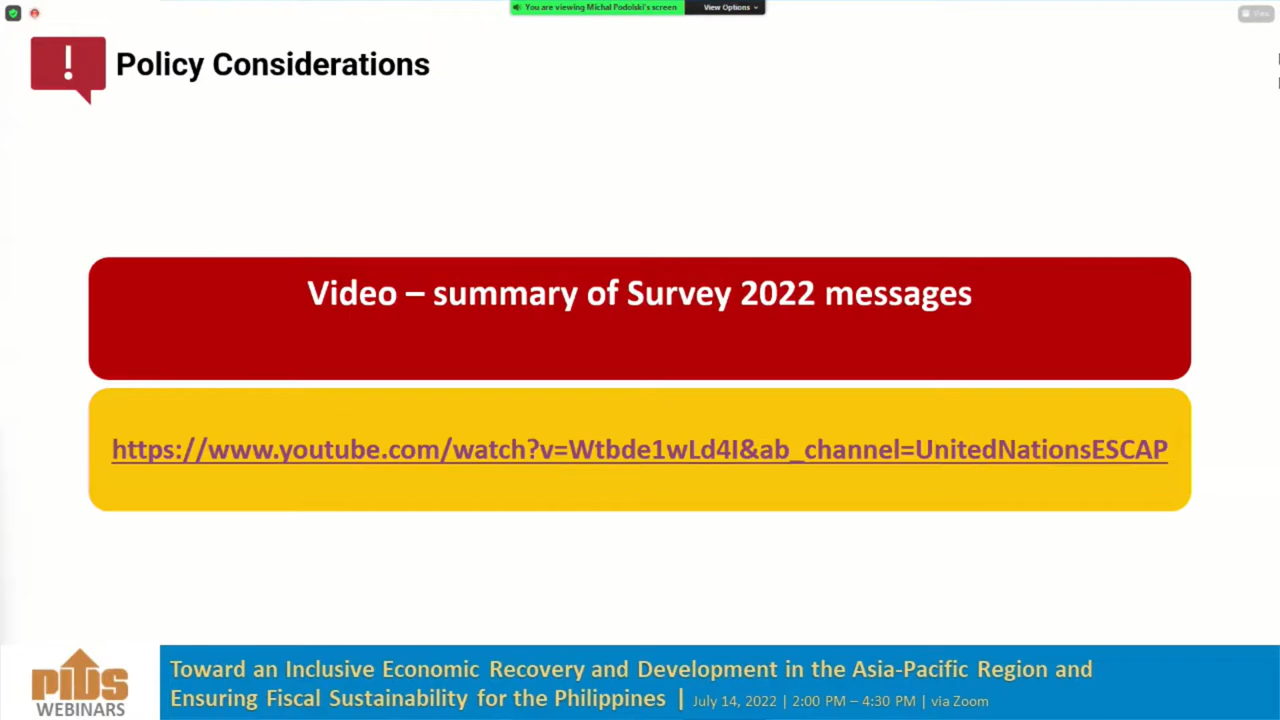 You are viewing Michal Podolski's screen
View Options
View
!
Policy Considerations
Video – summary of Survey 2022 messages
https://www.youtube.com/watch?v=Wtbde1wLd4I&ab_channel=UnitedNationsESCAP
PIDS
WEBINARS
Toward an Inclusive Economic Recovery and Development in the Asia-Pacific Region and
Ensuring Fiscal Sustainability for the Philippines | July 14, 2022 | 2:00 PM – 4:30 PM | via Zoom